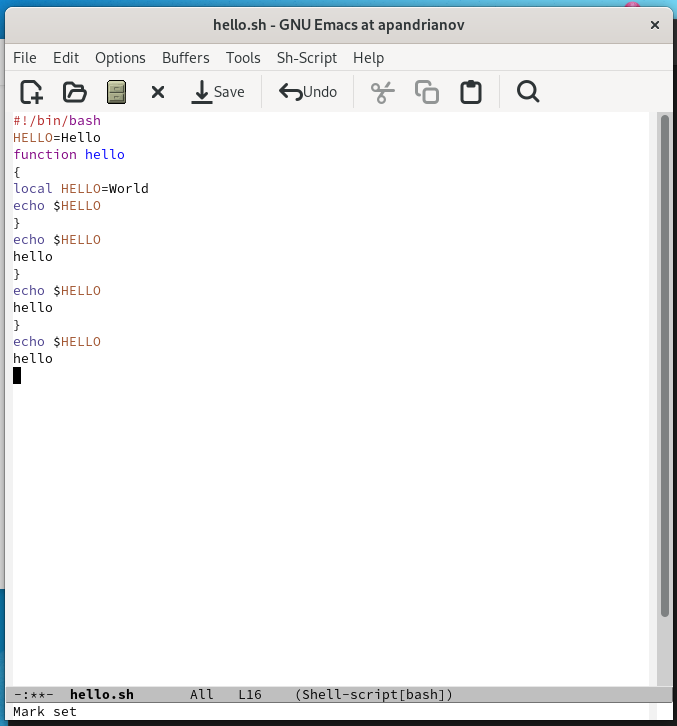 hello.sh - GNU Emacs at apandrianov
File Edit Options Buffers Tools Sh-Script Help
Save Undo
#!/bin/bash
HELLO=Hello
function hello
{
local HELLO=World
echo $HELLO
}
echo $HELLO
hello
}
echo $HELLO
hello
}
echo $HELLO
hello
-:**- hello.sh All L16 (Shell-script[bash])
Mark set